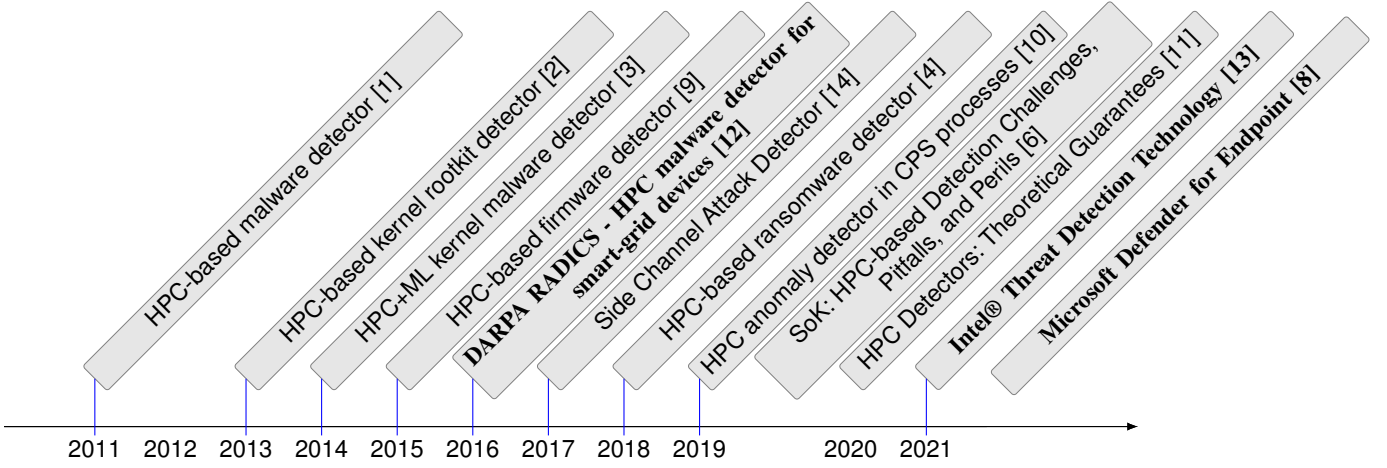 HPC-based malware detector [1]
HPC-based kernel rootkit detector [2]
HPC+ML kernel malware detector [3]
HPC-based firmware detector [9]
DARPA RADICS - HPC malware detector for
smart-grid devices [12]
Side Channel Attack Detector [14]
HPC-based ransomware detector [4]
HPC anomaly detector in CPS processes [10]
SoK: HPC-based Detection Challenges,
Pitfalls, and Perils [6]
HPC Detectors: Theoretical Guarantees [11]
Intel® Threat Detection Technology [13]
Microsoft Defender for Endpoint [8]
2011 2012 2013 2014 2015 2016 2017 2018 2019 2020 2021